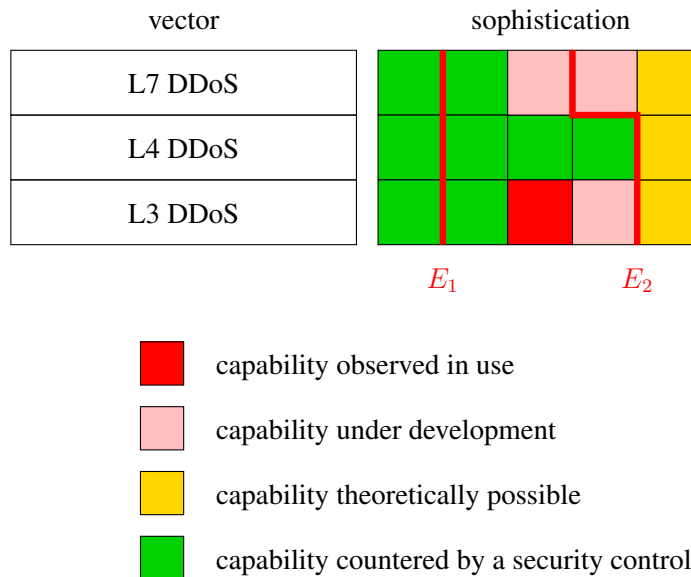 vector sophistication
L7 DDoS
L4 DDoS
L3 DDoS
E1 E2
capability observed in use
capability under development
capability theoretically possible
capability countered by a security control